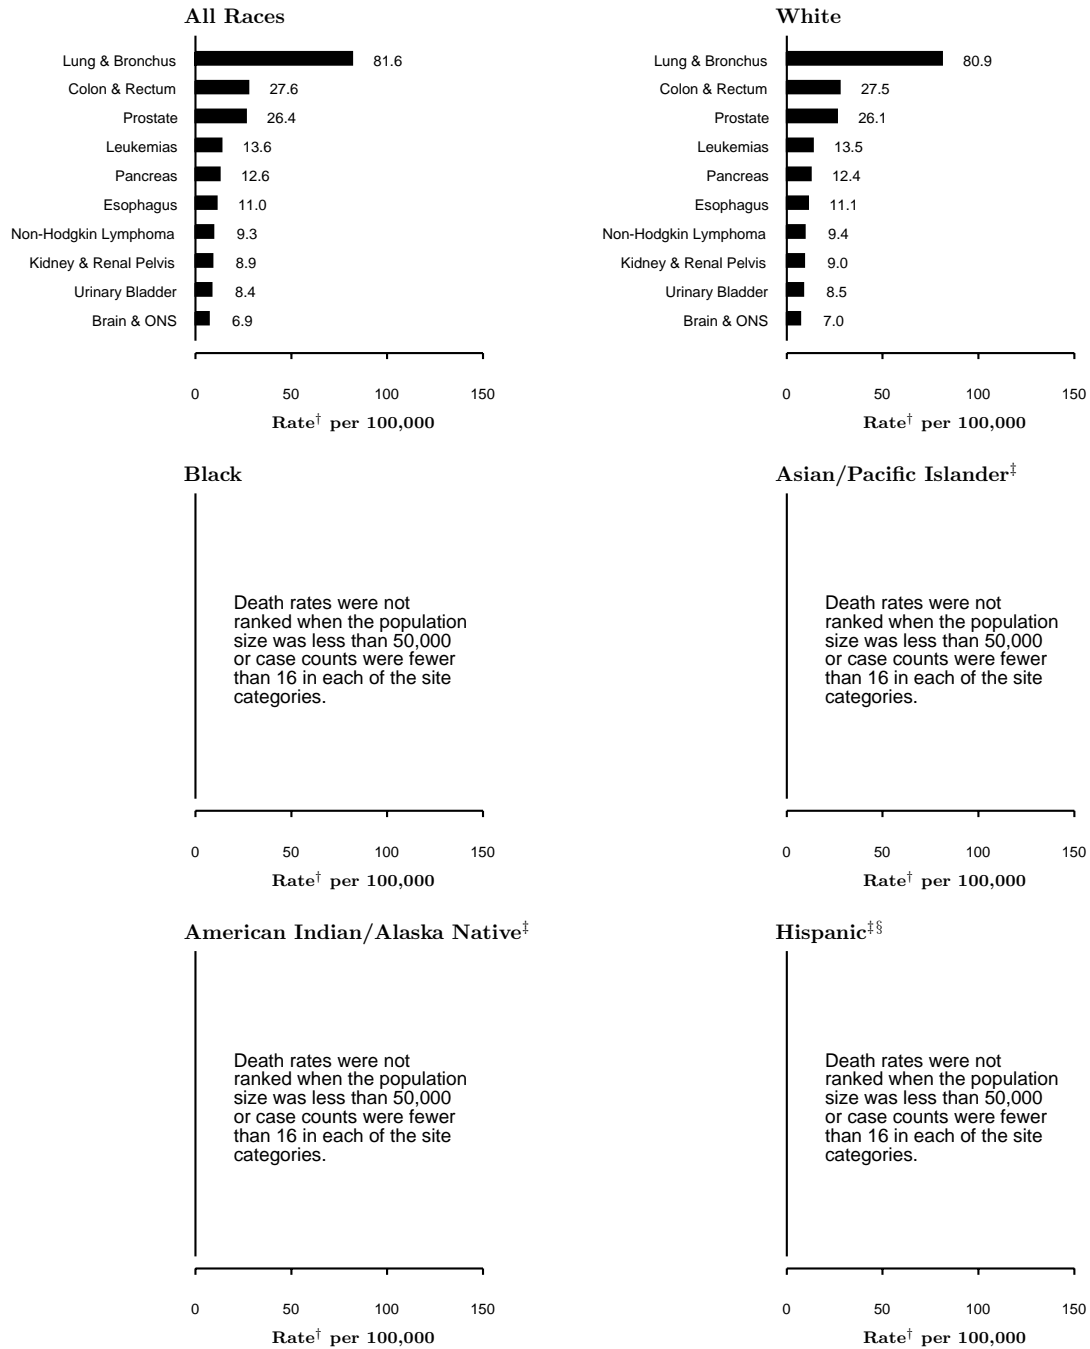 All Races
Lung & Bronchus 81.6
Colon & Rectum 27.6
Prostate 26.4
Leukemias 13.6
Pancreas 12.6
Esophagus 11.0
Non-Hodgkin Lymphoma 9.3
Kidney & Renal Pelvis 8.9
Urinary Bladder 8.4
Brain & ONS 6.9
0 50 100 150
Rate† per 100,000
White
Lung & Bronchus 80.9
Colon & Rectum 27.5
Prostate 26.1
Leukemias 13.5
Pancreas 12.4
Esophagus 11.1
Non-Hodgkin Lymphoma 9.4
Kidney & Renal Pelvis 9.0
Urinary Bladder 8.5
Brain & ONS 7.0
0 50 100 150
Rate† per 100,000
Black
Death rates were not
ranked when the population
size was less than 50,000
or case counts were fewer
than 16 in each of the site
categories.
0 50 100 150
Rate† per 100,000
Asian/Pacific Islander‡
Death rates were not
ranked when the population
size was less than 50,000
or case counts were fewer
than 16 in each of the site
categories.
0 50 100 150
Rate† per 100,000
American Indian/Alaska Native‡
Death rates were not
ranked when the population
size was less than 50,000
or case counts were fewer
than 16 in each of the site
categories.
0 50 100 150
Rate† per 100,000
Hispanic‡§
Death rates were not
ranked when the population
size was less than 50,000
or case counts were fewer
than 16 in each of the site
categories.
0 50 100 150
Rate† per 100,000